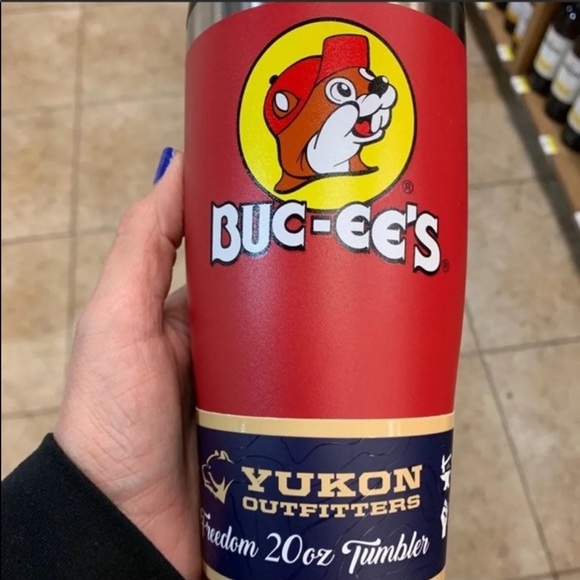 BUC-EE'S
YUKON
OUTFITTERS
Freedom 20oz Tumbler